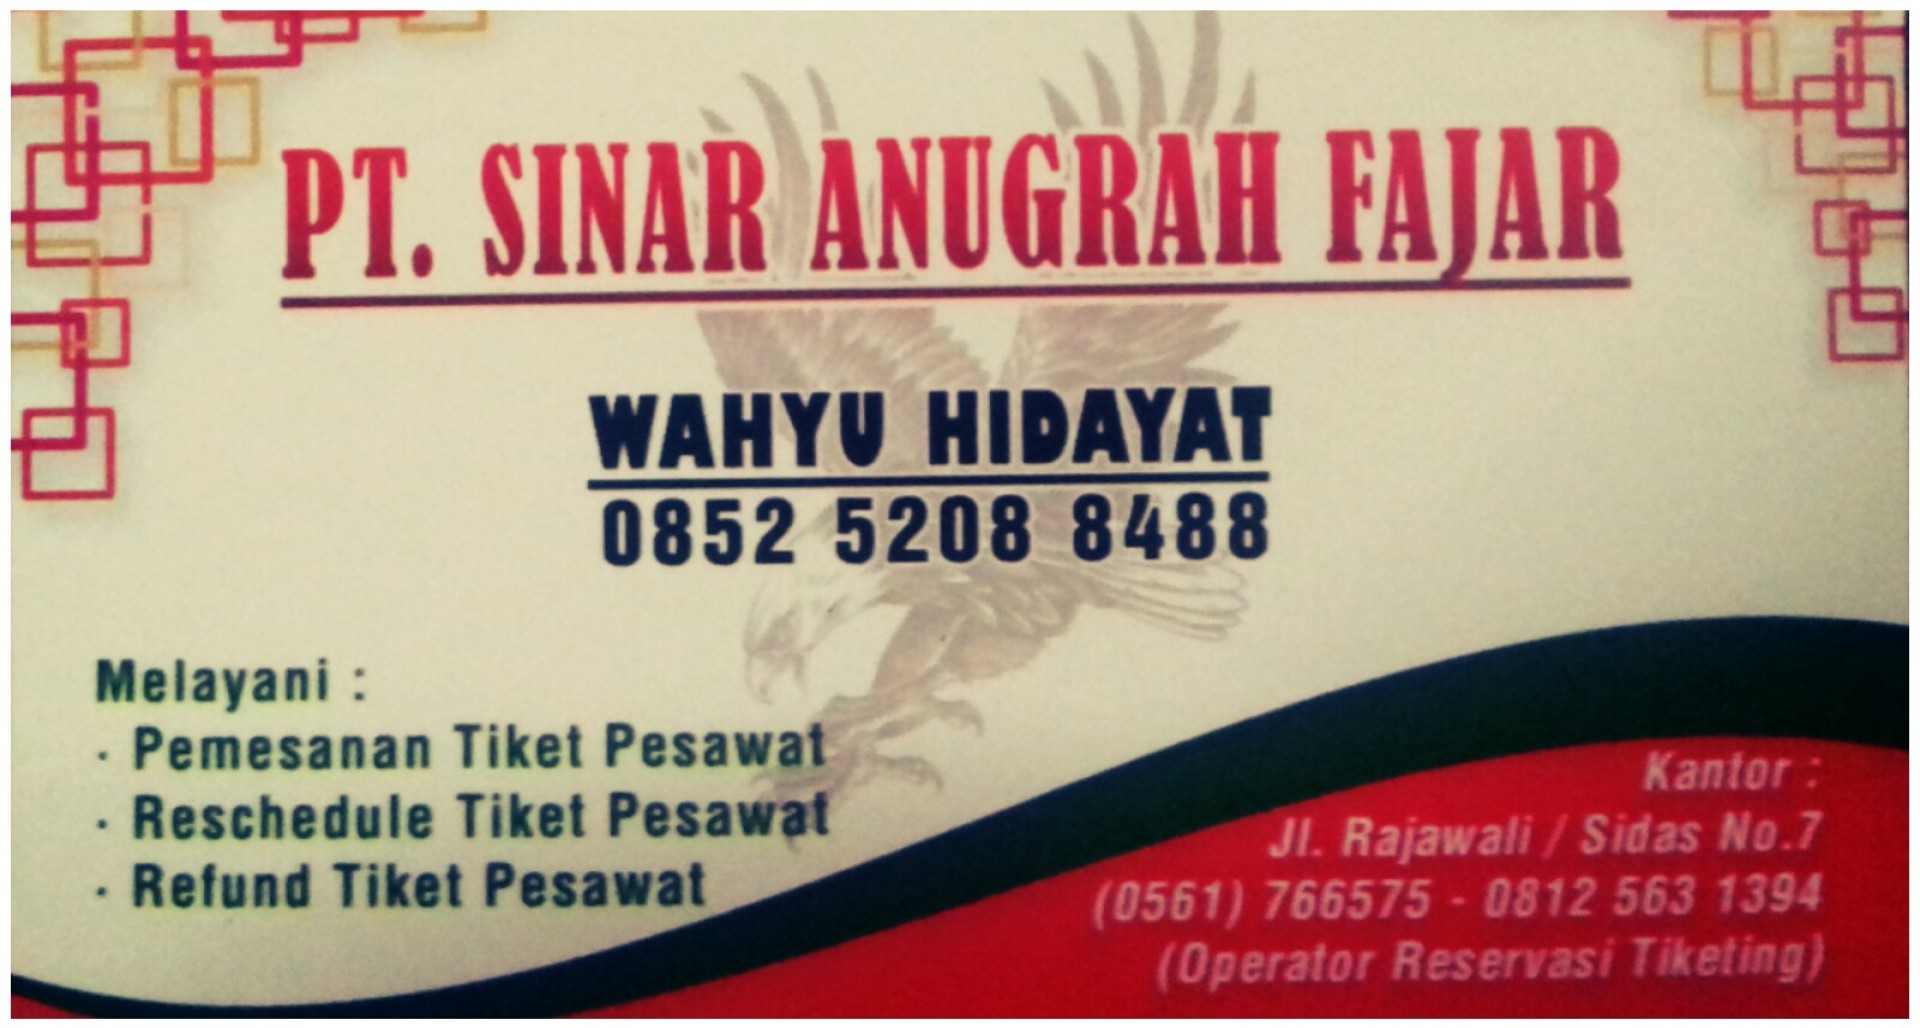 PT. SINAR ANUGRAH FAJAR
WAHYU HIDAYAT
0852 5208 8488
Melayani :
· Pemesanan Tiket Pesawat
· Reschedule Tiket Pesawat
· Refund Tiket Pesawat
Kantor :
Jl. Rajawali / Sidas No.7
(0561) 766575 - 0812 563 1394
(Operator Reservasi Tiketing)